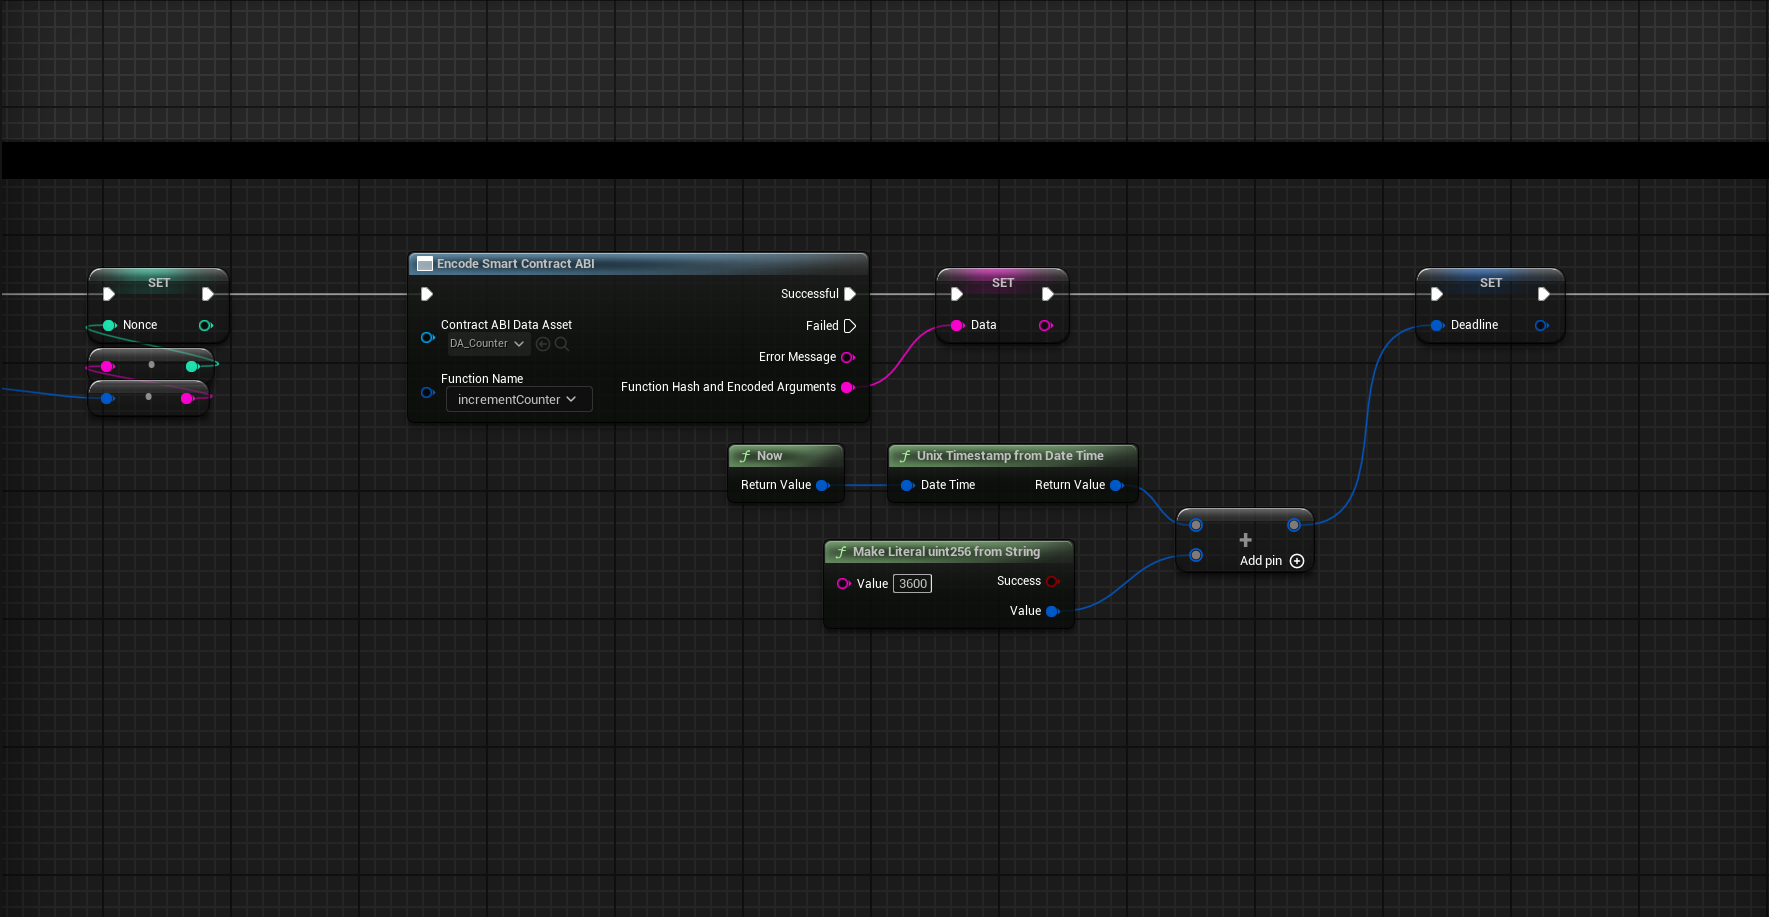 SET
Nonce
Encode Smart Contract ABI
Successful
Contract ABI Data Asset
DA_Counter
Failed
Error Message
Function Name
incrementCounter
Function Hash and Encoded Arguments
SET
Data
SET
Deadline
Now
Return Value
Unix Timestamp from Date Time
Date Time Return Value
Make Literal uint256 from String
Value 3600
Success
Value
Add pin